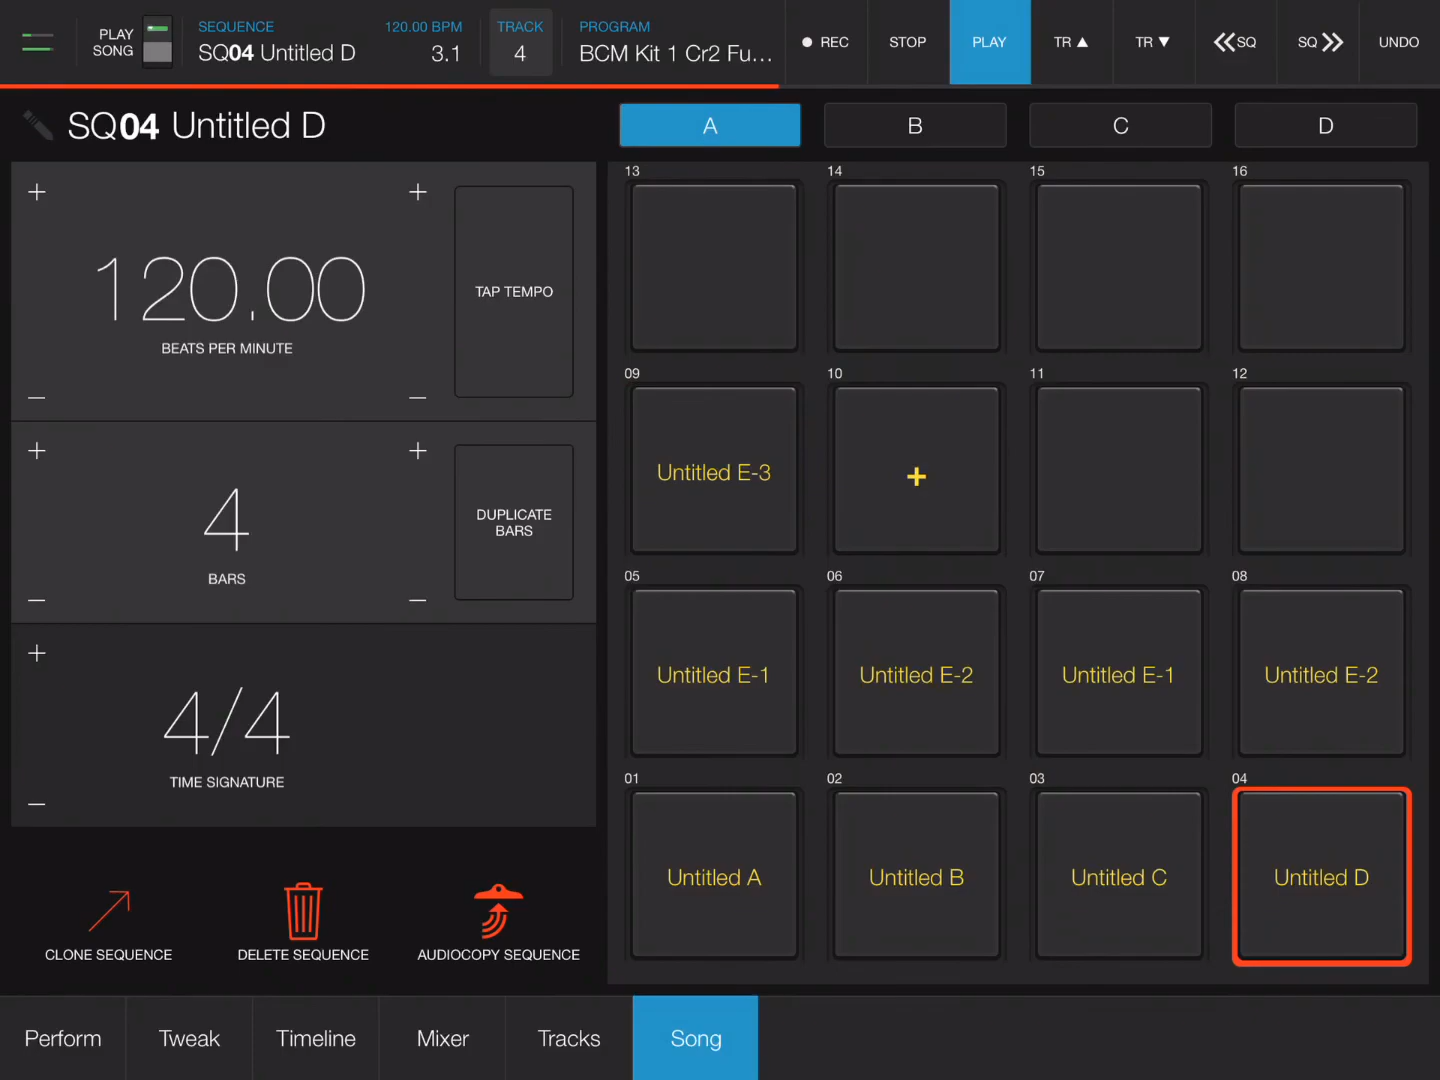 PLAY
SONG
SEQUENCE
120.00 BPM
SQ04 Untitled D
3.1
TRACK
4
PROGRAM
BCM Kit 1 Cr2 Fu...
REC
STOP
PLAY
TR ▲
TR ▼
SQ
SQ
UNDO
SQ04 Untitled D
A
B
C
D
+
+
120.00
BEATS PER MINUTE
TAP TEMPO
–
–
+
+
4
BARS
DUPLICATE
BARS
–
–
+
4/4
TIME SIGNATURE
–
CLONE SEQUENCE
DELETE SEQUENCE
AUDIOCOPY SEQUENCE
13
14
15
16
09
10
11
12
Untitled E-3
+
05
06
07
08
Untitled E-1
Untitled E-2
Untitled E-1
Untitled E-2
01
02
03
04
Untitled A
Untitled B
Untitled C
Untitled D
Perform
Tweak
Timeline
Mixer
Tracks
Song